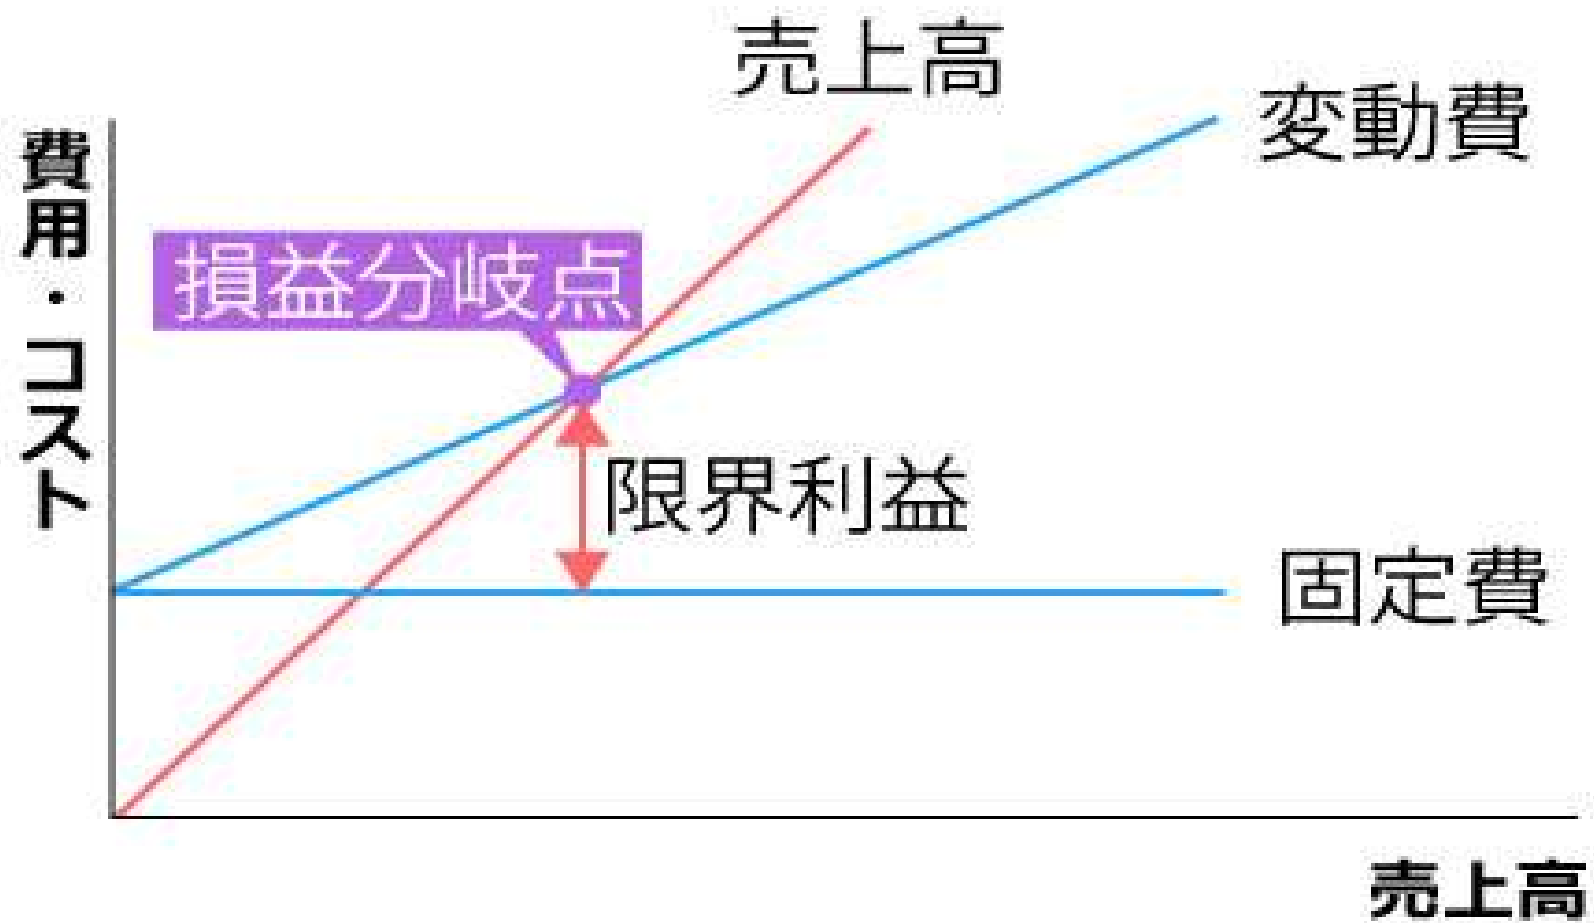 売上高
変動費
費用・コスト
損益分岐点
限界利益
固定費
売上高